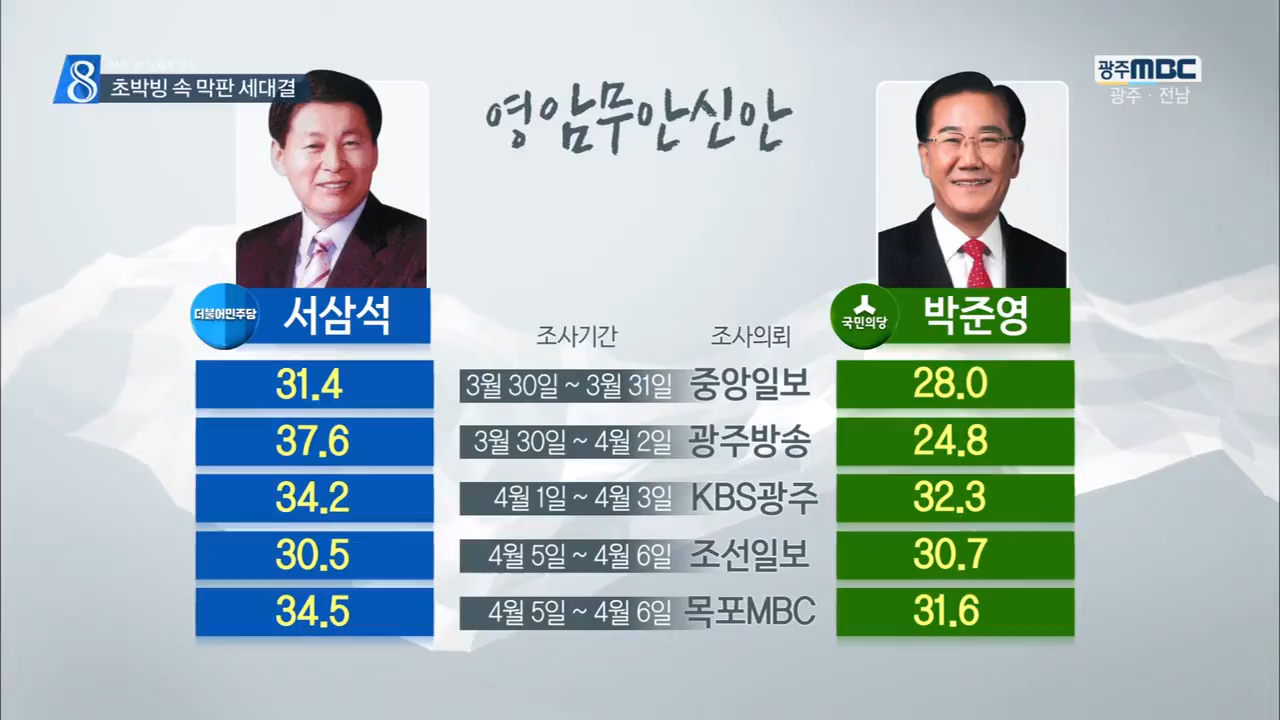 NEWSDESK
8 초박빙 속 막판 세대결
광주MBC
광주·전남
영암무안신안
더불어민주당 서삼석
국민의당 박준영
조사기간 조사의뢰
31.4 3월 30일 ~ 3월 31일 중앙일보 28.0
37.6 3월 30일 ~ 4월 2일 광주방송 24.8
34.2 4월 1일 ~ 4월 3일 KBS광주 32.3
30.5 4월 5일 ~ 4월 6일 조선일보 30.7
34.5 4월 5일 ~ 4월 6일 목포MBC 31.6